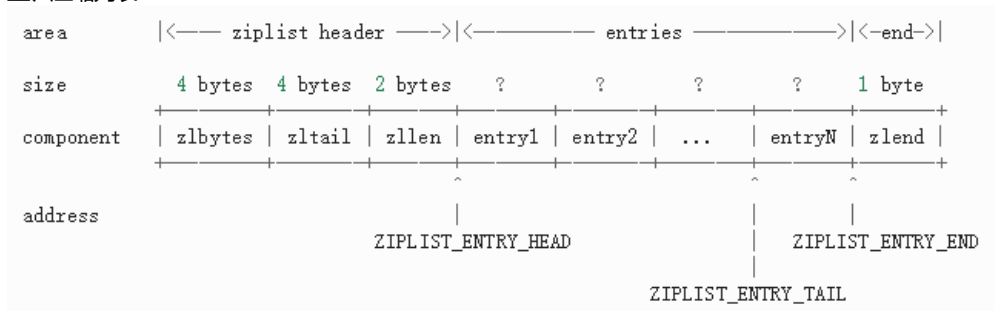 area |<—— ziplist header ——>|<———— entries ————>|<-end->|
size 4 bytes 4 bytes 2 bytes ? ? ? ? 1 byte
component | zlbytes | zltail | zllen | entry1 | entry2 | ... | entryN | zlend |
address
ZIPLIST_ENTRY_HEAD ZIPLIST_ENTRY_END
ZIPLIST_ENTRY_TAIL